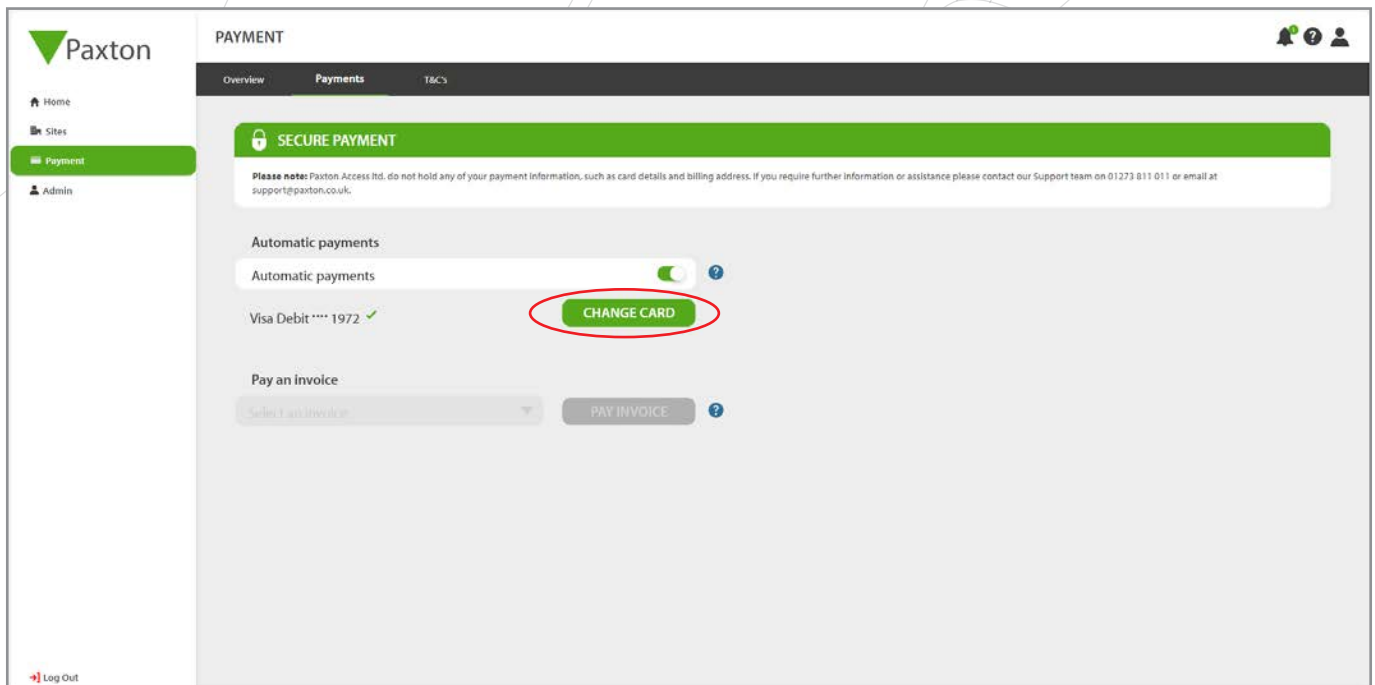 Paxton
PAYMENT
Overview Payments T&C's
Home
Sites
Payment
Admin
SECURE PAYMENT
Please note: Paxton Access ltd. do not hold any of your payment information, such as card details and billing address. If you require further information or assistance please contact our Support team on 01273 811 011 or email at
support@paxton.co.uk.
Automatic payments
Automatic payments
Visa Debit •••• 1972
CHANGE CARD
Pay an invoice
Select an invoice
PAY INVOICE
Log Out